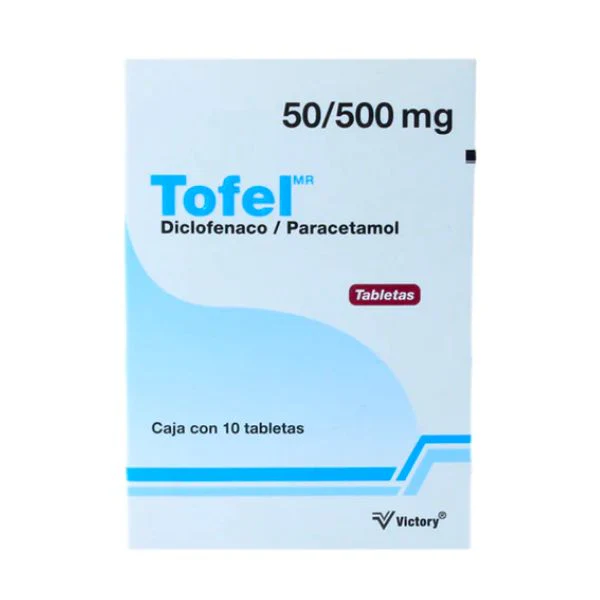 50/500 mg
Tofel MR
Diclofenaco / Paracetamol
Tabletas
Caja con 10 tabletas
Victory®